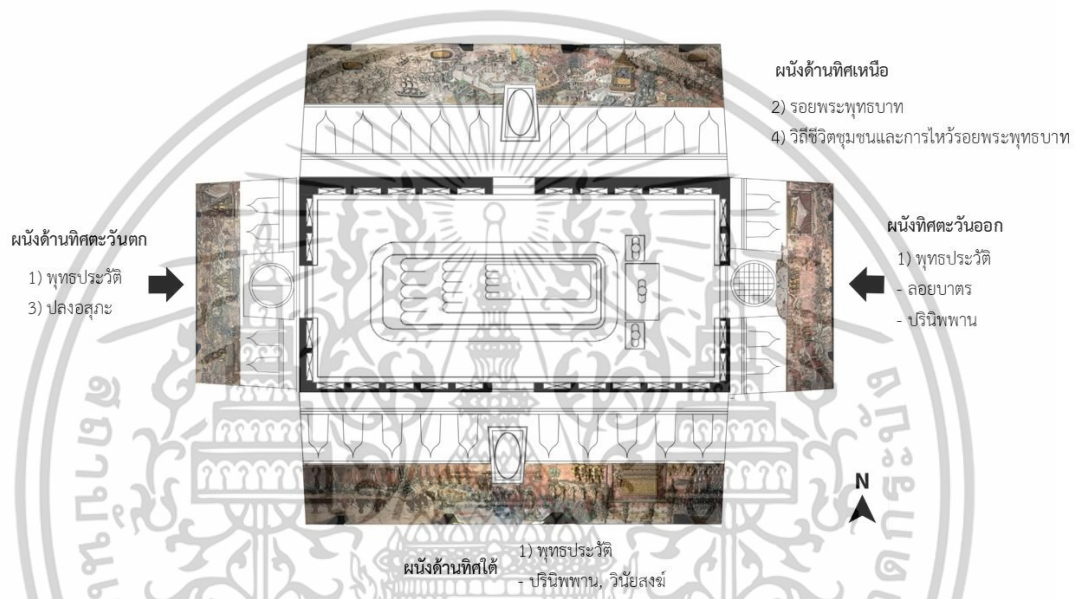 ผนังด้านทิศเหนือ
2) รอยพระพุทธบาท
4) วิถีชีวิตชุมชนและการไหว้รอยพระพุทธบาท
ผนังด้านทิศตะวันตก
1) พุทธประวัติ
3) ปลงอสุภะ
ผนังทิศตะวันออก
1) พุทธประวัติ
- ลอยบาตร
- ปรินิพพาน
N
ผนังด้านทิศใต้
1) พุทธประวัติ
- ปรินิพพาน, วินัยสงฆ์